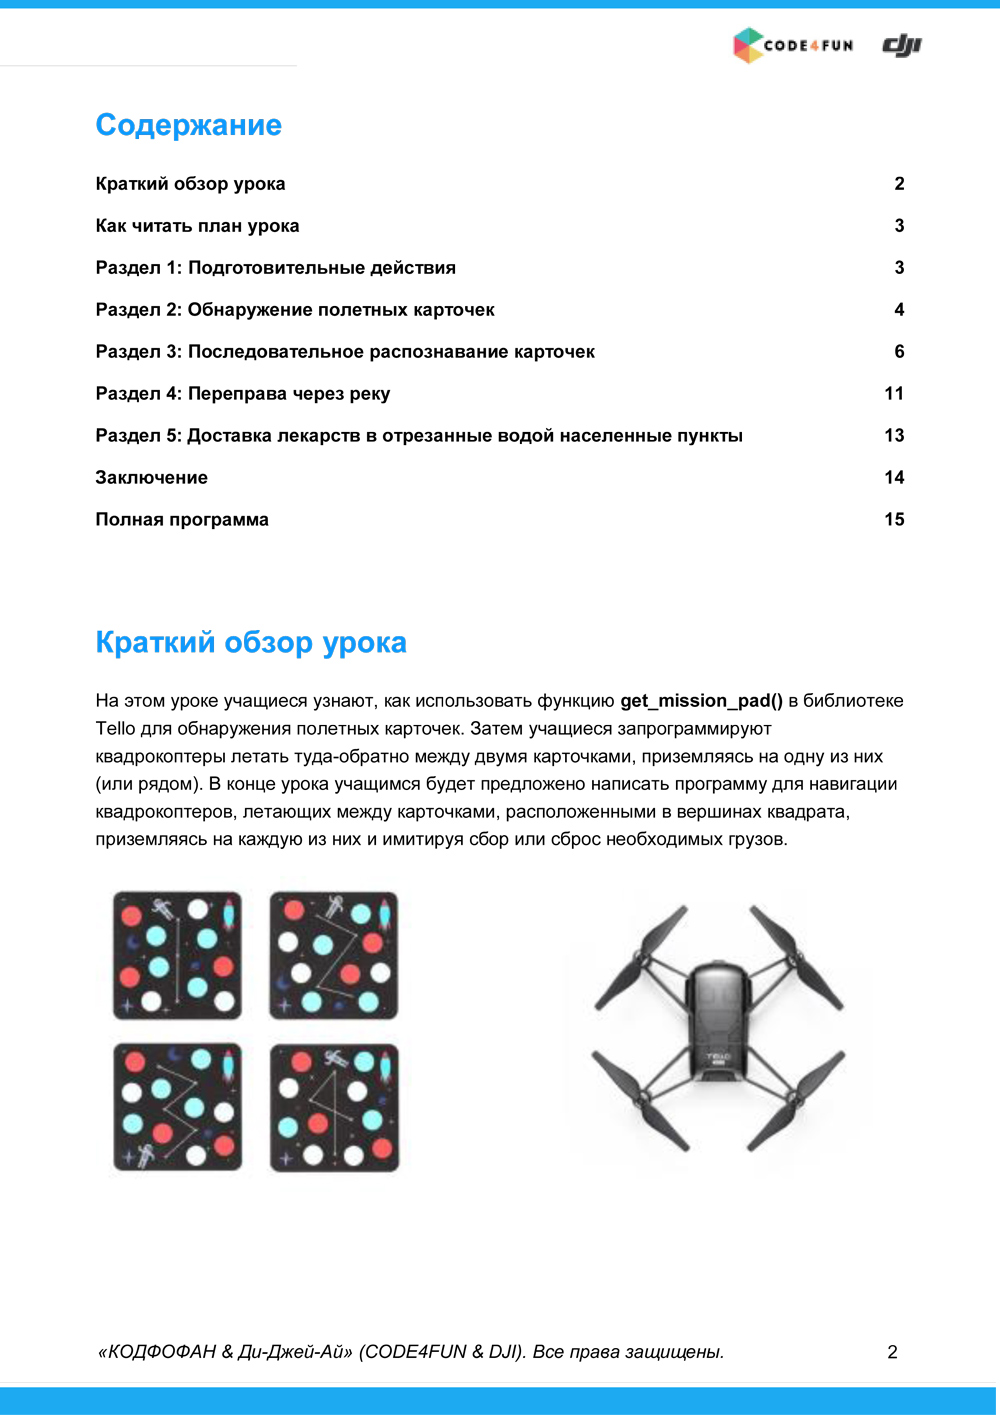 CODE4FUN dji
Содержание
Краткий обзор урока 2
Как читать план урока 3
Раздел 1: Подготовительные действия 3
Раздел 2: Обнаружение полетных карточек 4
Раздел 3: Последовательное распознавание карточек 6
Раздел 4: Переправа через реку 11
Раздел 5: Доставка лекарств в отрезанные водой населенные пункты 13
Заключение 14
Полная программа 15
Краткий обзор урока
На этом уроке учащиеся узнают, как использовать функцию get_mission_pad() в библиотеке
Tello для обнаружения полетных карточек. Затем учащиеся запрограммируют
квадрокоптеры летать туда-обратно между двумя карточками, приземляясь на одну из них
(или рядом). В конце урока учащимся будет предложено написать программу для навигации
квадрокоптеров, летающих между карточками, расположенными в вершинах квадрата,
приземляясь на каждую из них и имитируя сбор или сброс необходимых грузов.
TELLO
«КОДФОФАН & Ди-Джей-Ай» (CODE4FUN & DJI). Все права защищены. 2